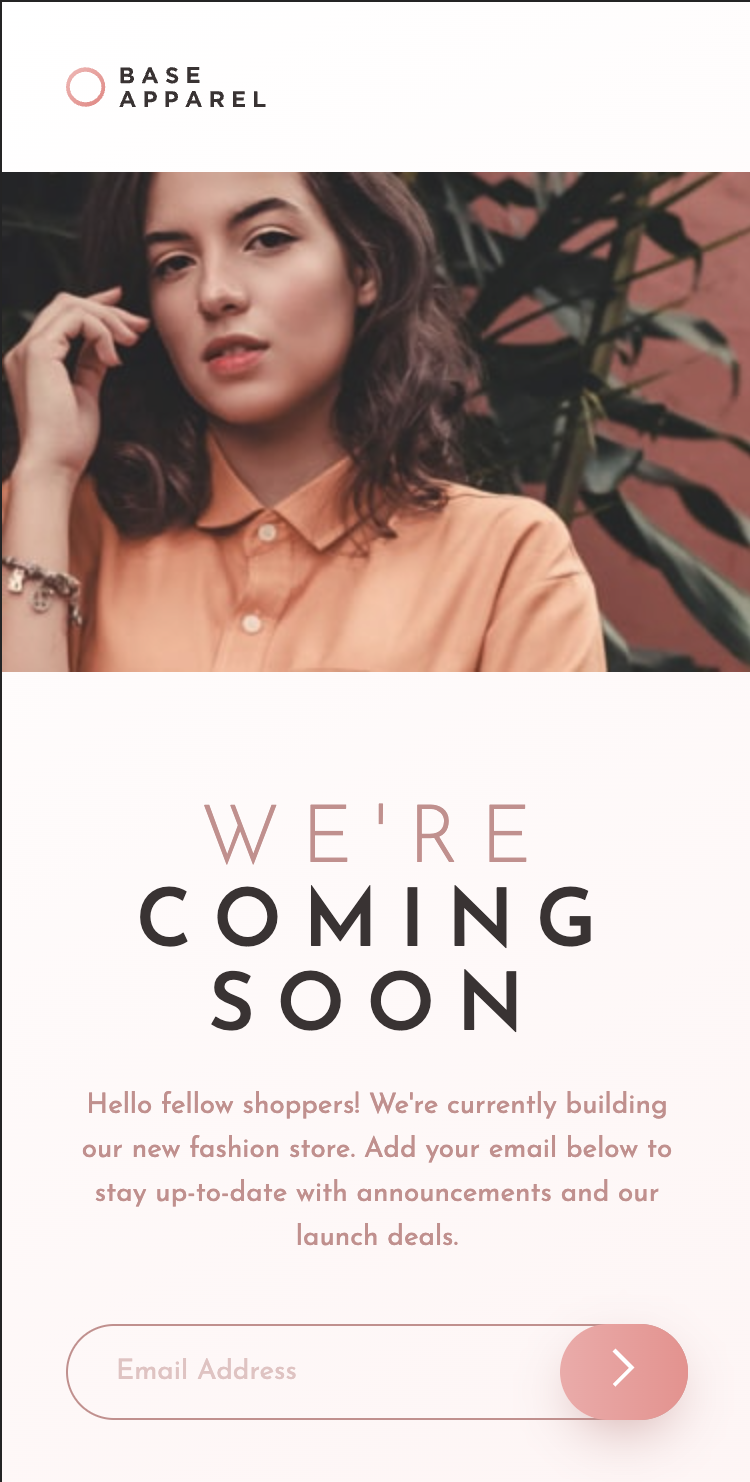 BASE
APPAREL
WE'RE
COMING
SOON
Hello fellow shoppers! We're currently building
our new fashion store. Add your email below to
stay up-to-date with announcements and our
launch deals.
Email Address